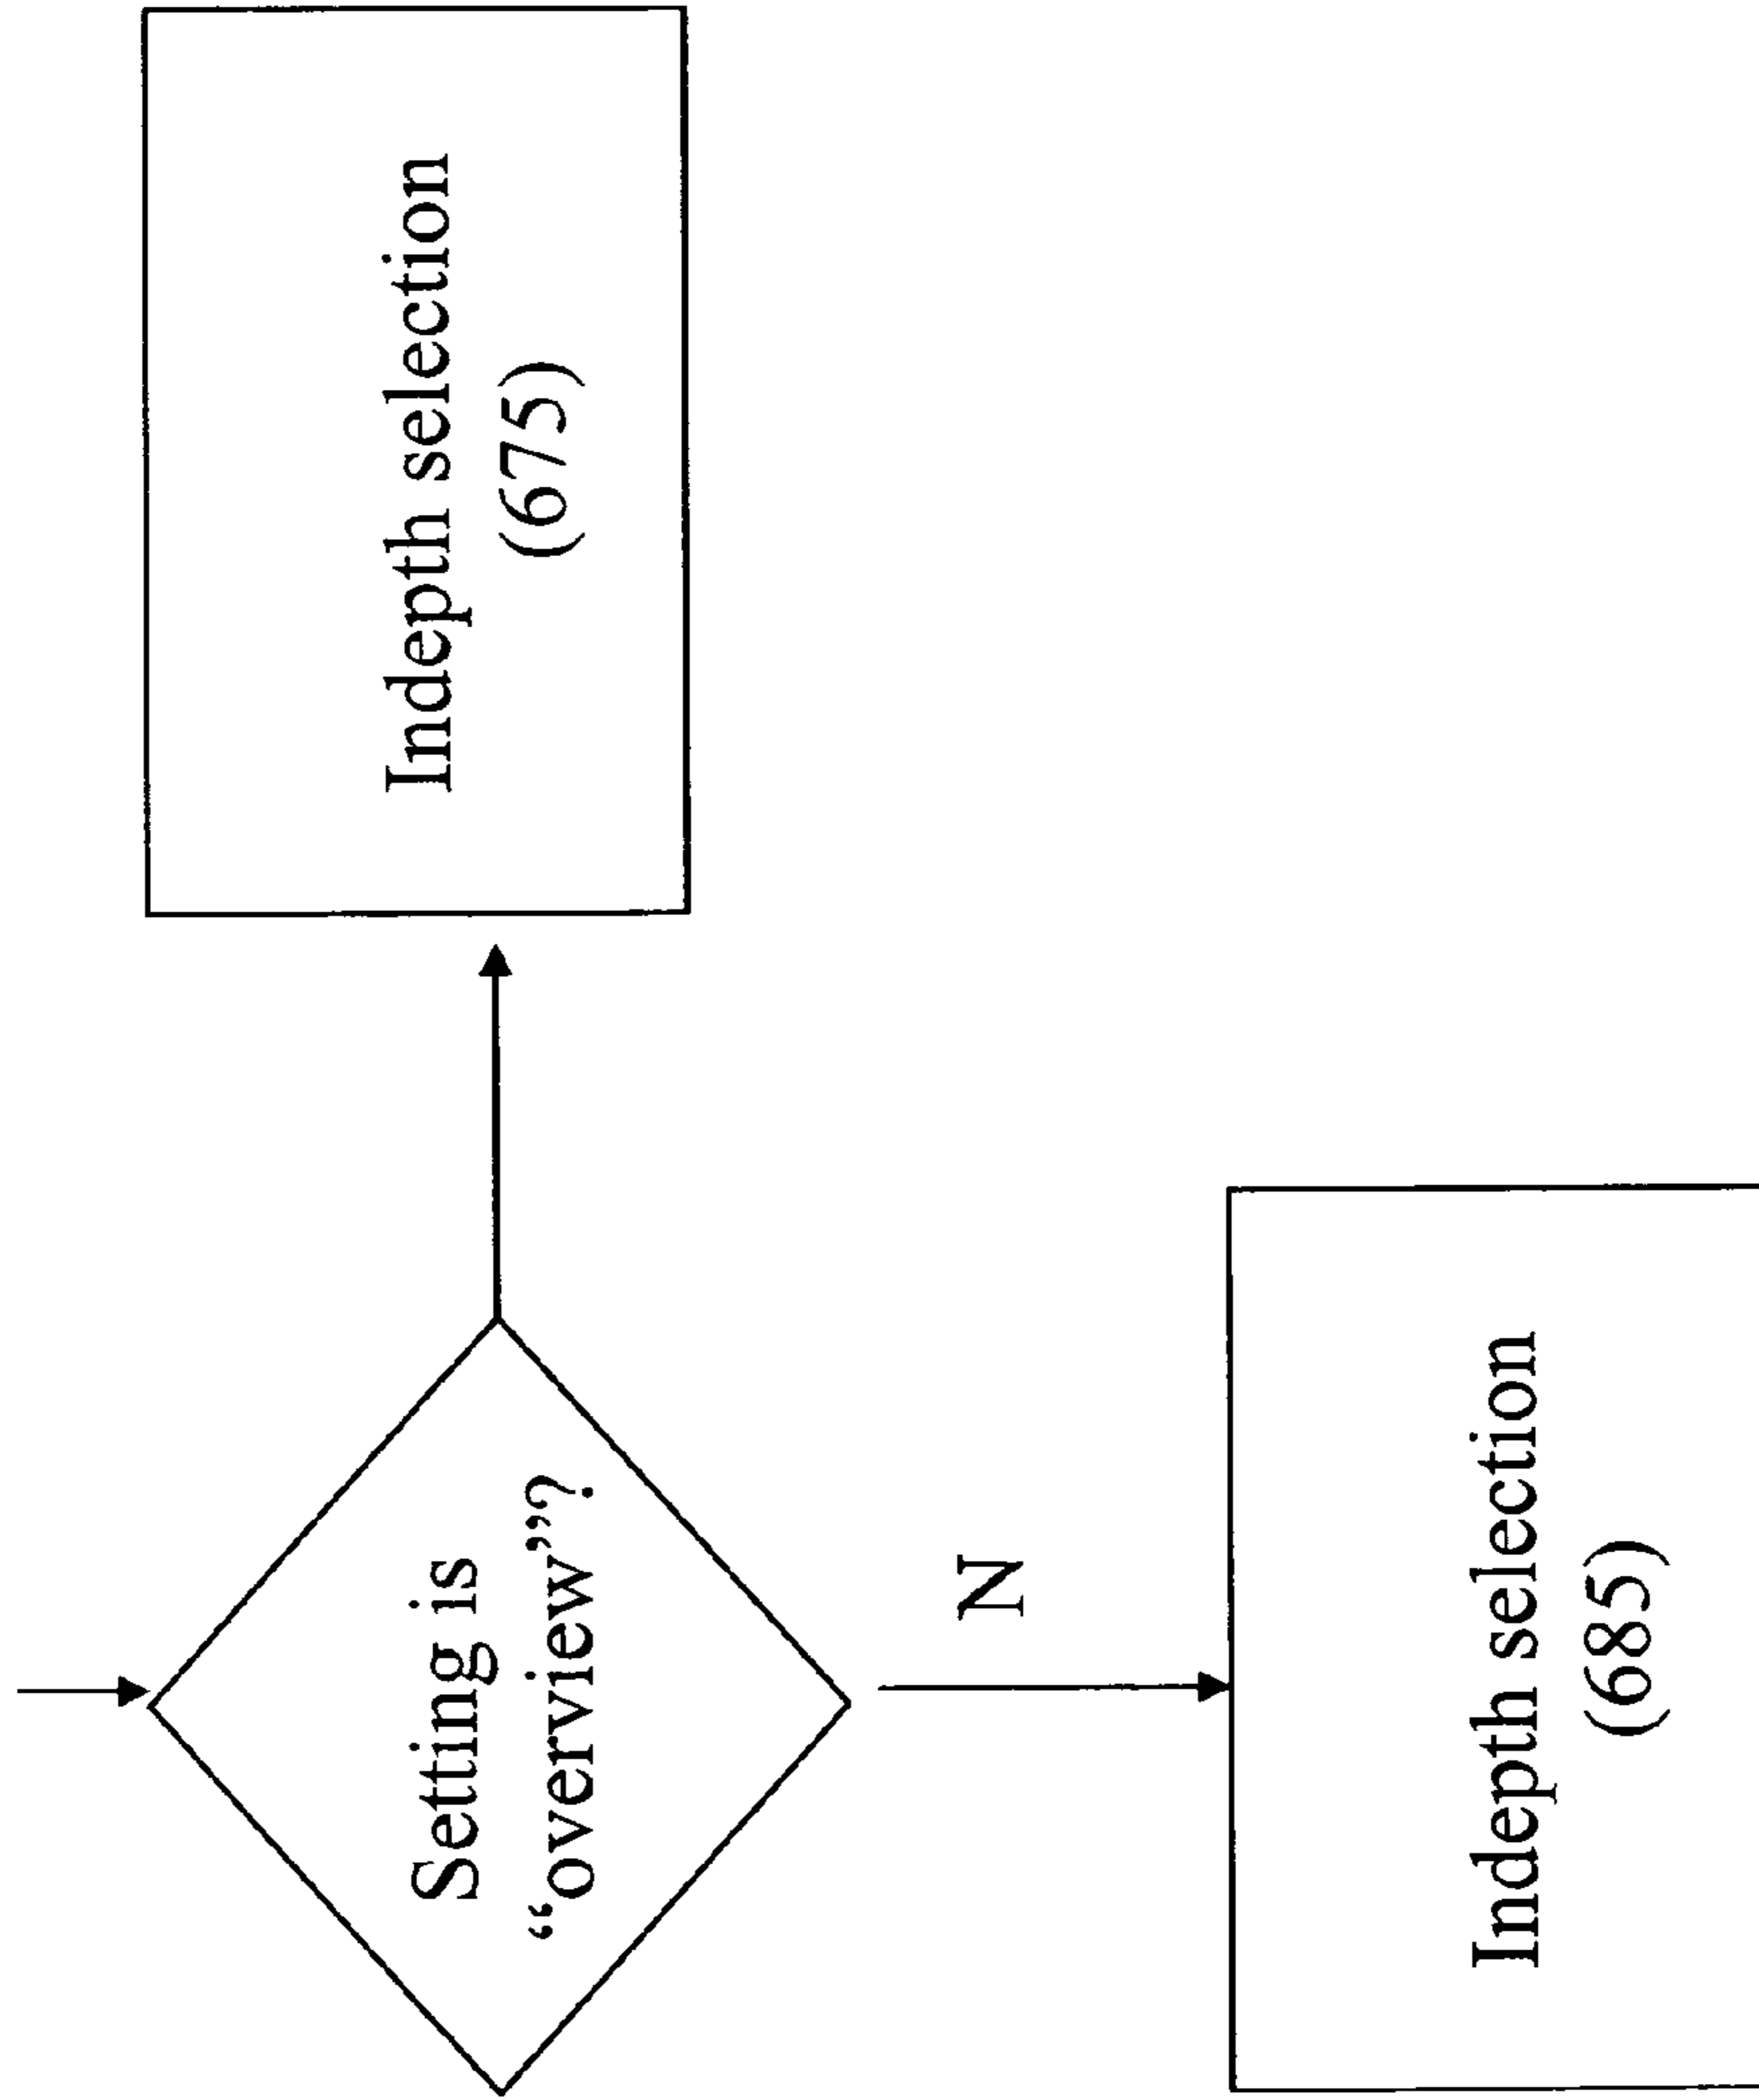 Setting is
“overview”?
Indepth selection
(675)
N
Indepth selection
(685)